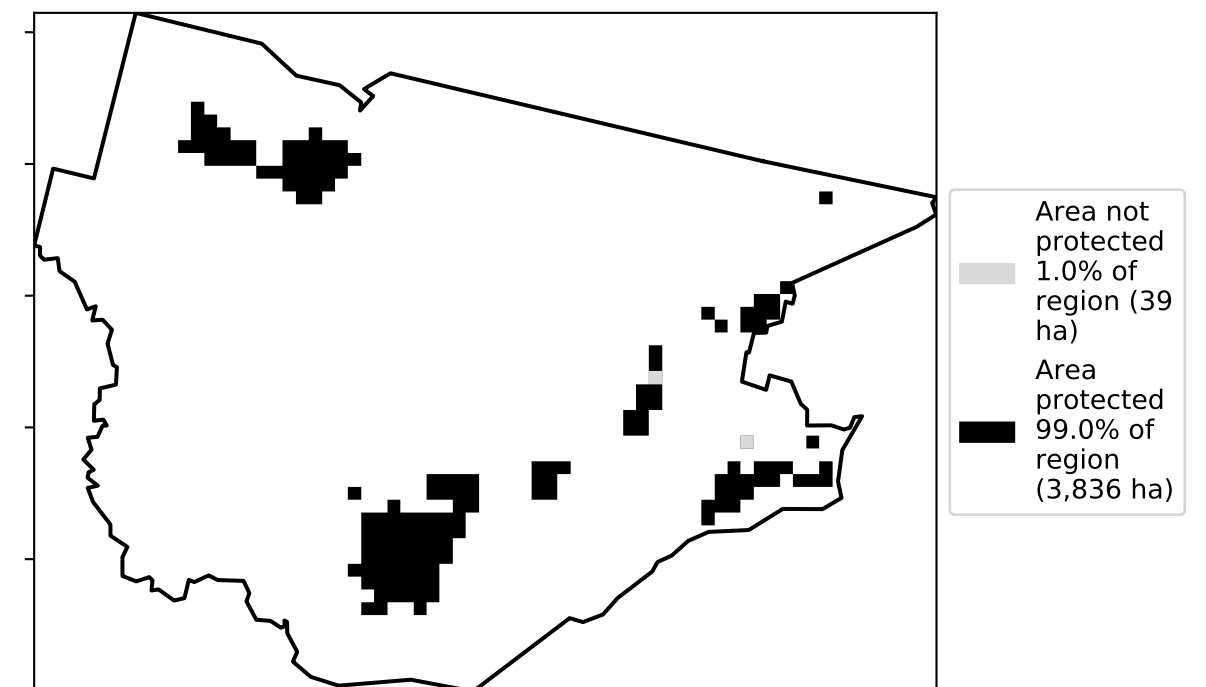 Area not
protected
1.0% of
region (39
ha)
Area
protected
99.0% of
region
(3,836 ha)